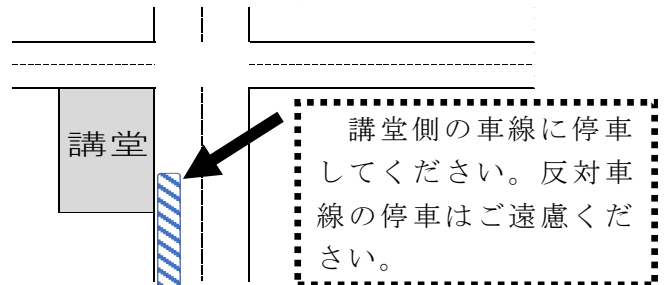 講堂
講堂側の車線に停車
してください。反対車
線の停車はご遠慮くだ
さい。